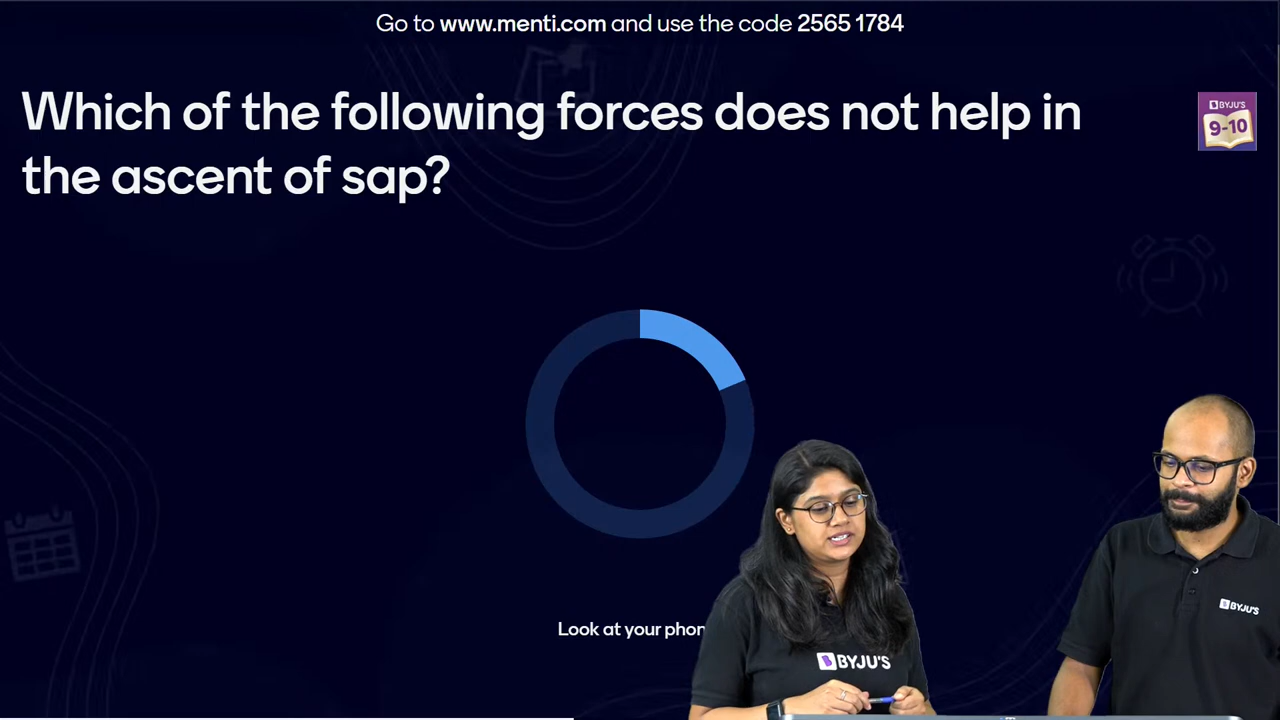 Go to www.menti.com and use the code 2565 1784
Which of the following forces does not help in
the ascent of sap?
BYJU'S
9-10
Look at your phon
BYJU'S
BYJU'S